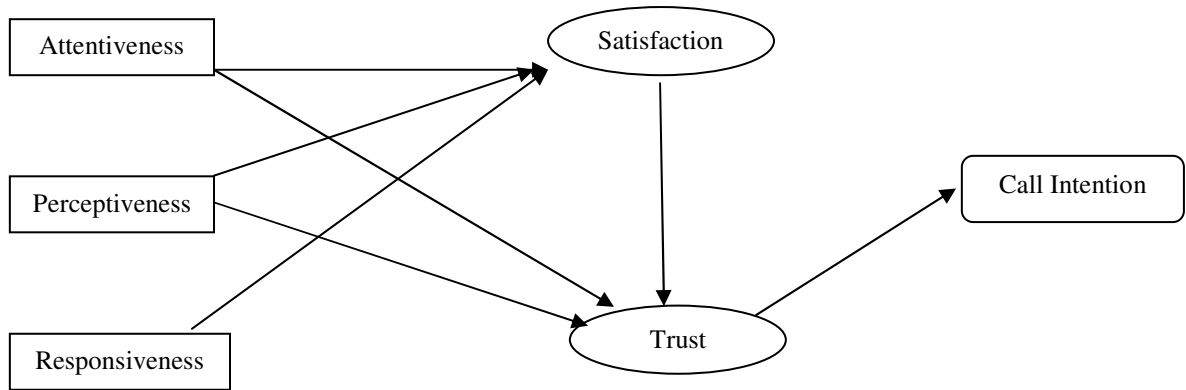 Attentiveness
Satisfaction
Perceptiveness
Call Intention
Responsiveness
Trust